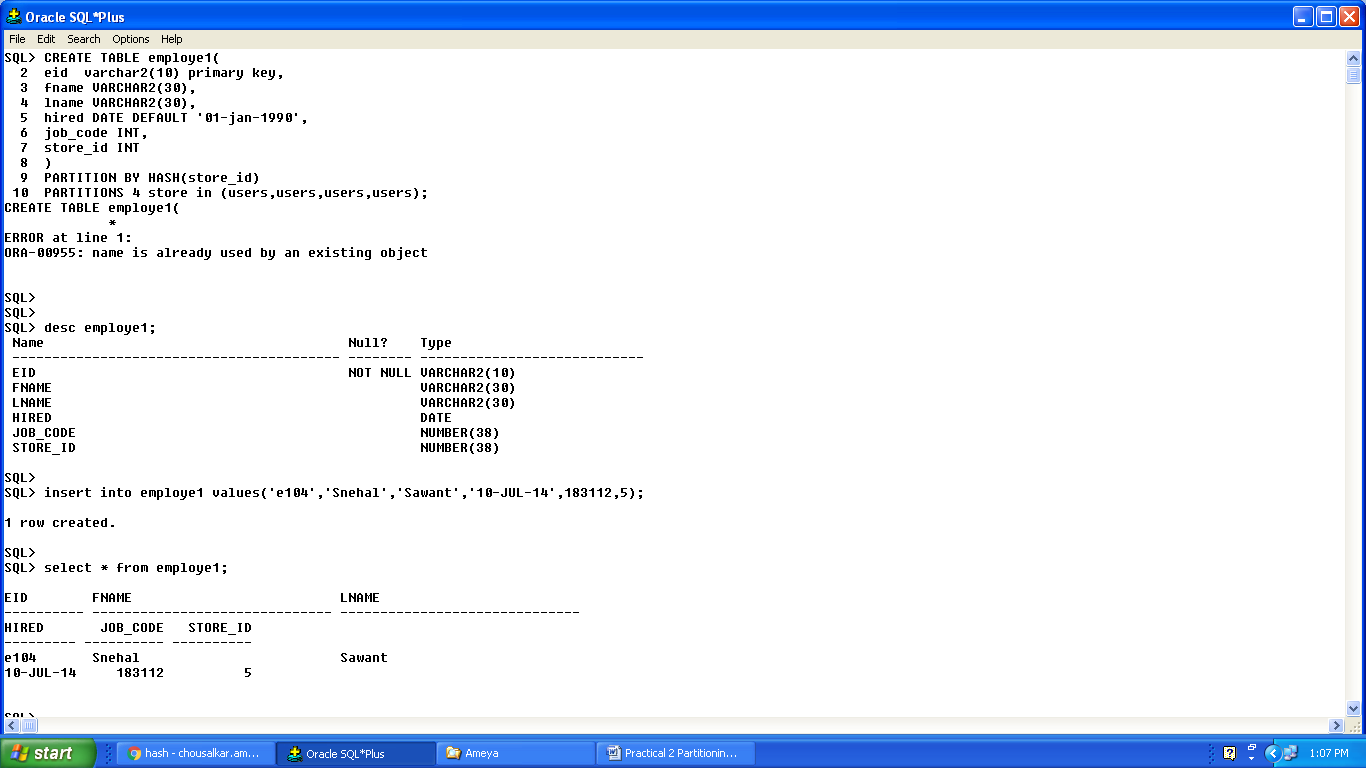 Oracle SQL*Plus
File Edit Search Options Help
SQL> CREATE TABLE employe1(
2 eid varchar2(10) primary key,
3 fname VARCHAR2(30),
4 lname VARCHAR2(30),
5 hired DATE DEFAULT '01-jan-1990',
6 job_code INT,
7 store_id INT
8 )
9 PARTITION BY HASH(store_id)
10 PARTITIONS 4 store in (users,users,users,users);
CREATE TABLE employe1(
*
ERROR at line 1:
ORA-00955: name is already used by an existing object
SQL>
SQL>
SQL> desc employe1;
Name Null? Type
----------------------------------------- -------- ----------------------------
EID NOT NULL VARCHAR2(10)
FNAME VARCHAR2(30)
LNAME VARCHAR2(30)
HIRED DATE
JOB_CODE NUMBER(38)
STORE_ID NUMBER(38)
SQL>
SQL> insert into employe1 values('e104','Snehal','Sawant','10-JUL-14',183112,5);
1 row created.
SQL>
SQL> select * from employe1;
EID FNAME LNAME
---------- ------------------------------ ------------------------------
HIRED JOB_CODE STORE_ID
--------- ---------- ----------
e104 Snehal Sawant
10-JUL-14 183112 5
SQL>
start hash - chousalkar.am... Oracle SQL*Plus Ameya Practical 2 Partitionin... 1:07 PM